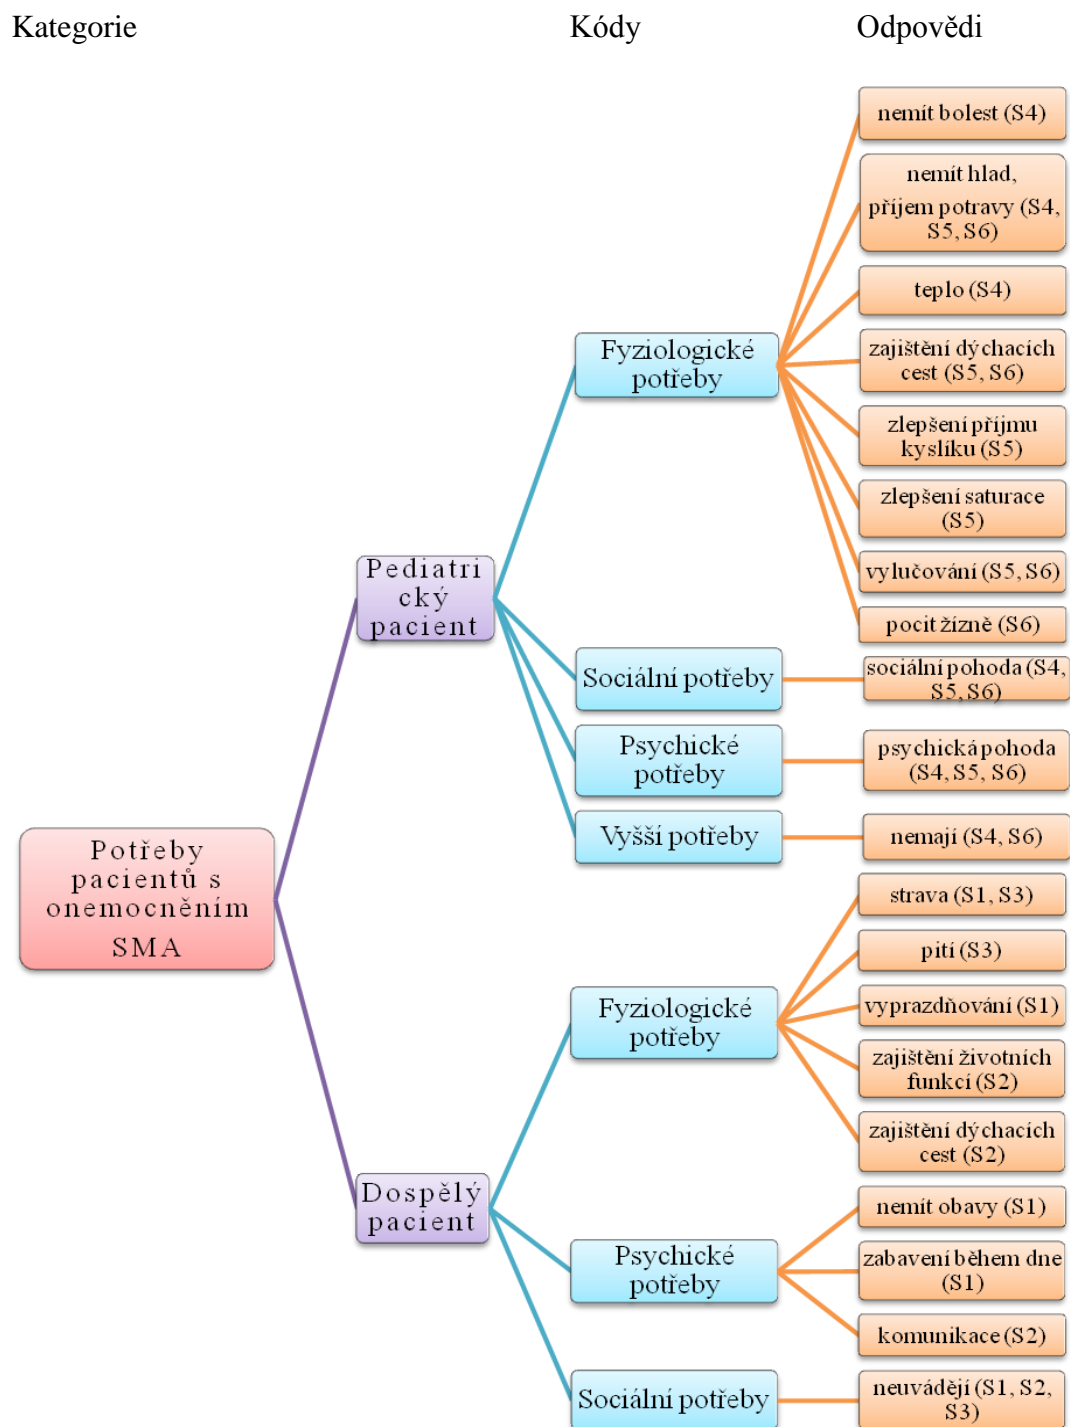 Kategorie
Kódy
Odpovědi
nemít bolest (S4)
nemít hlad,
příjem potravy (S4,
S5, S6)
teplo (S4)
Fyziologické
potřeby
zajištění dýchacích
cest (S5, S6)
zlepšení příjmu
kyslíku (S5)
zlepšení saturace
(S5)
vylučování (S5, S6)
pocit žízně (S6)
Pediatri
cký
pacient
Sociální potřeby
sociální pohoda (S4,
S5, S6)
Psychické
potřeby
psychická pohoda
(S4, S5, S6)
Vyšší potřeby
nemají (S4, S6)
Potřeby
pacientů s
onemocněním
SMA
strava (S1, S3)
pití (S3)
Fyziologické
potřeby
vyprazdňování (S1)
zajištění životních
funkcí (S2)
zajištění dýchacích
cest (S2)
Dospělý
pacient
nemít obavy (S1)
Psychické
potřeby
zabavení během dne
(S1)
komunikace (S2)
Sociální potřeby
neuvádějí (S1, S2,
S3)